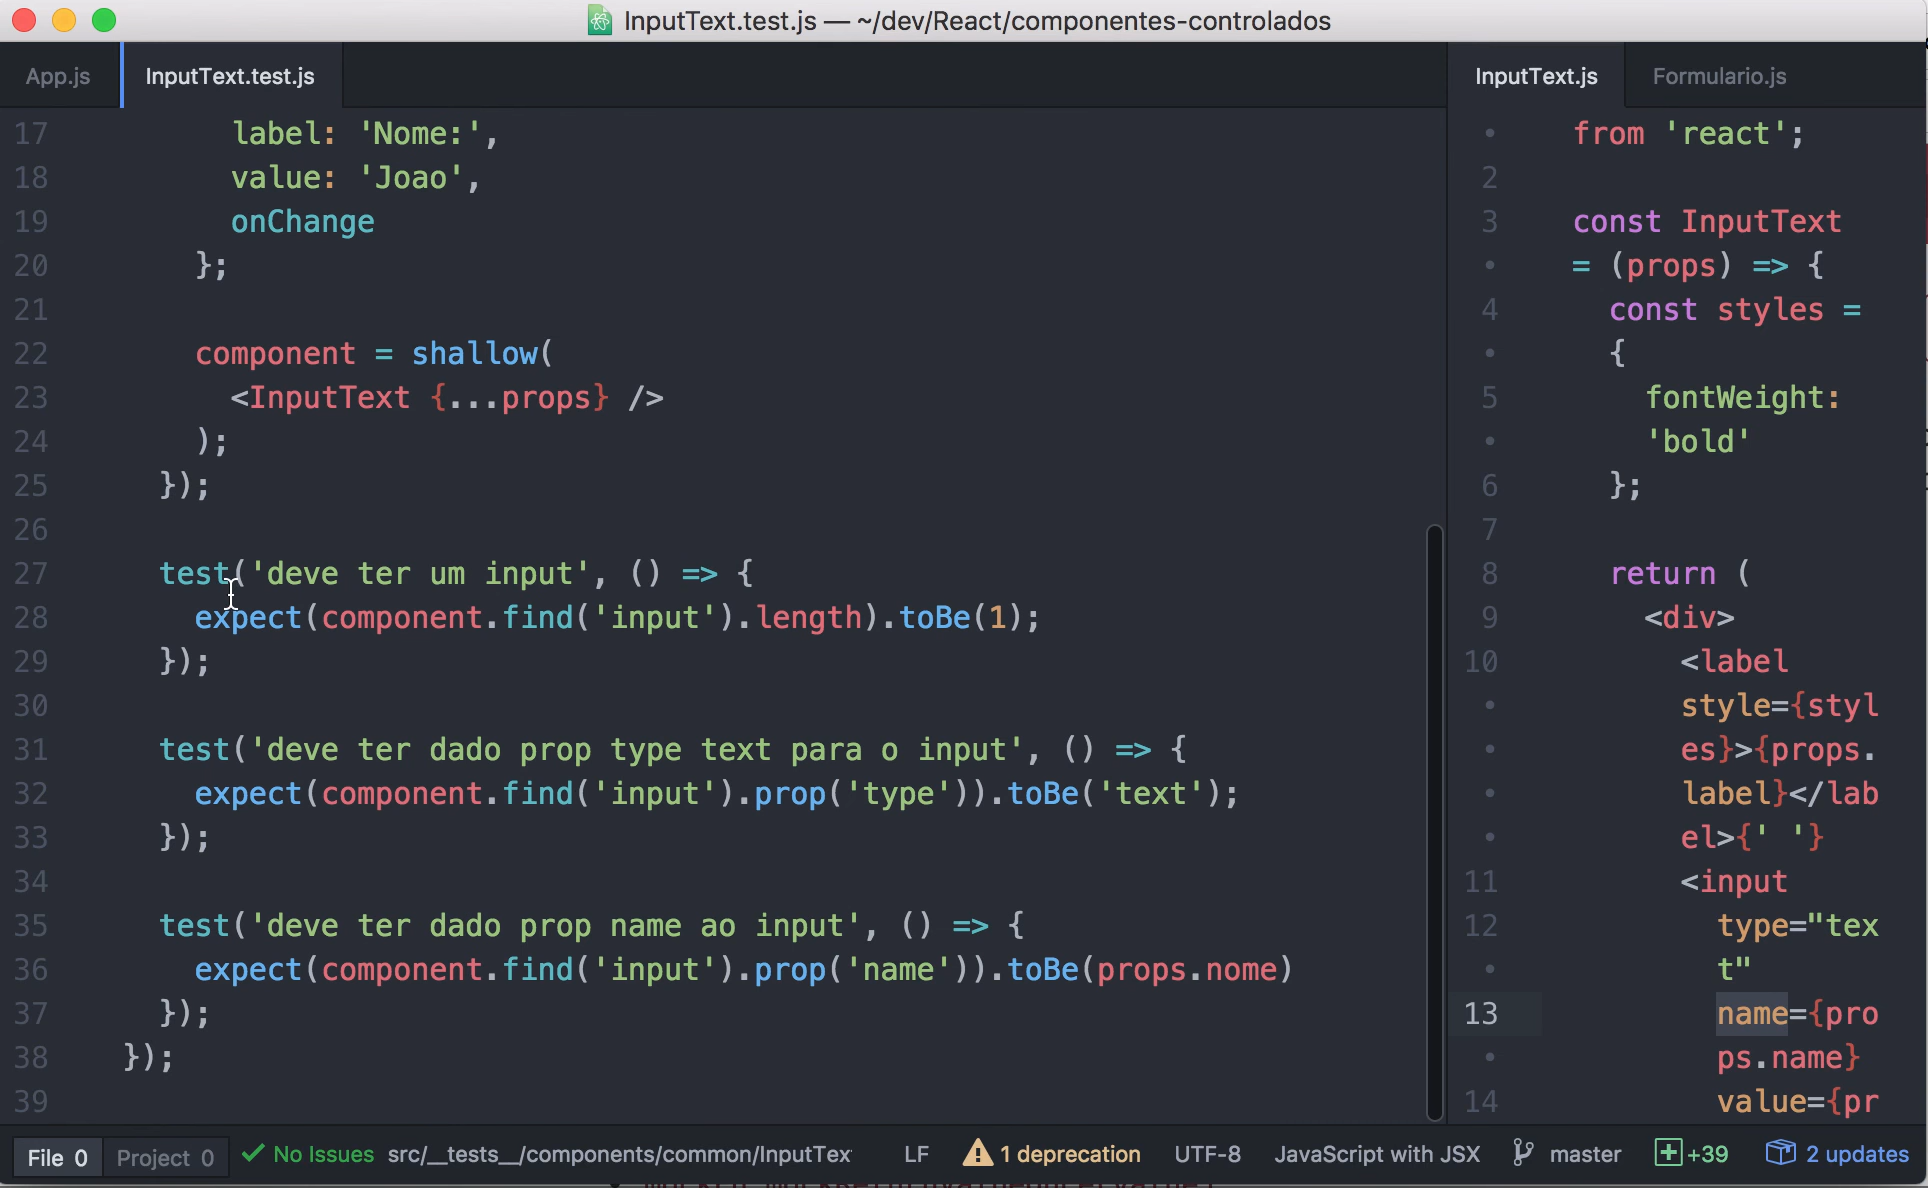 InputText.test.js — ~/dev/React/componentes-controlados
App.js
InputText.test.js
InputText.js
Formulario.js
17 label: 'Nome:',
18 value: 'Joao',
19 onChange
20 };
21
22 component = shallow(
23 <InputText {...props} />
24 );
25 });
26
27 test('deve ter um input', () => {
28 expect(component.find('input').length).toBe(1);
29 });
30
31 test('deve ter dado prop type text para o input', () => {
32 expect(component.find('input').prop('type')).toBe('text');
33 });
34
35 test('deve ter dado prop name ao input', () => {
36 expect(component.find('input').prop('name')).toBe(props.nome)
37 });
38 });
39
• from 'react';
2
3 const InputText
• = (props) => {
4 const styles =
• {
5 fontWeight:
• 'bold'
6 };
7
8 return (
9 <div>
10 <label
• style={styl
• es}>{props.
• label}</lab
• el>{' '}
11 <input
12 type="tex
• t"
13 name={pro
• ps.name}
14 value={pr
File 0
Project 0
No Issues
src/__tests__/components/common/InputTex
LF
1 deprecation
UTF-8
JavaScript with JSX
master
+39
2 updates